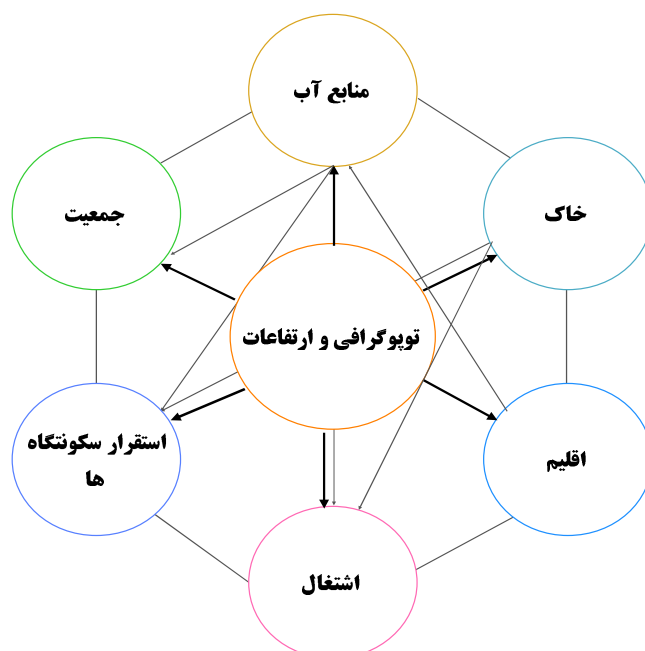 منابع آب
جمعیت
خاک
توپوگرافی و ارتفاعات
استقرار سکونتگاه
ها
اقلیم
اشتغال